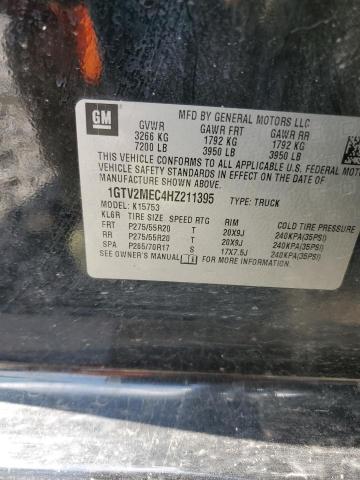 GM
MFD BY GENERAL MOTORS LLC
GVWR GAWR FRT GAWR RR
3266 KG 1792 KG 1792 KG
7200 LB 3950 LB 3950 LB
THIS VEHICLE CONFORMS TO ALL APPLICABLE U.S. FEDERAL
VEHICLE SAFETY STANDARDS IN EFFECT ON THE DATE OF
MANUFACTURE SHOWN ABOVE.
1GTV2MEC4HZ211395 TYPE: TRUCK
MODEL: K15753
KL6R TIRE SIZE SPEED RTG RIM COLD TIRE PRESSURE
FRT P275/55R20 T 20X9J 240KPA(35PSI)
RR P275/55R20 T 20X9J 240KPA(35PSI)
SPA P265/70R17 S 17X7.5J 240KPA(35PSI)
SEE OWNER'S MANUAL FOR MORE INFORMATION.